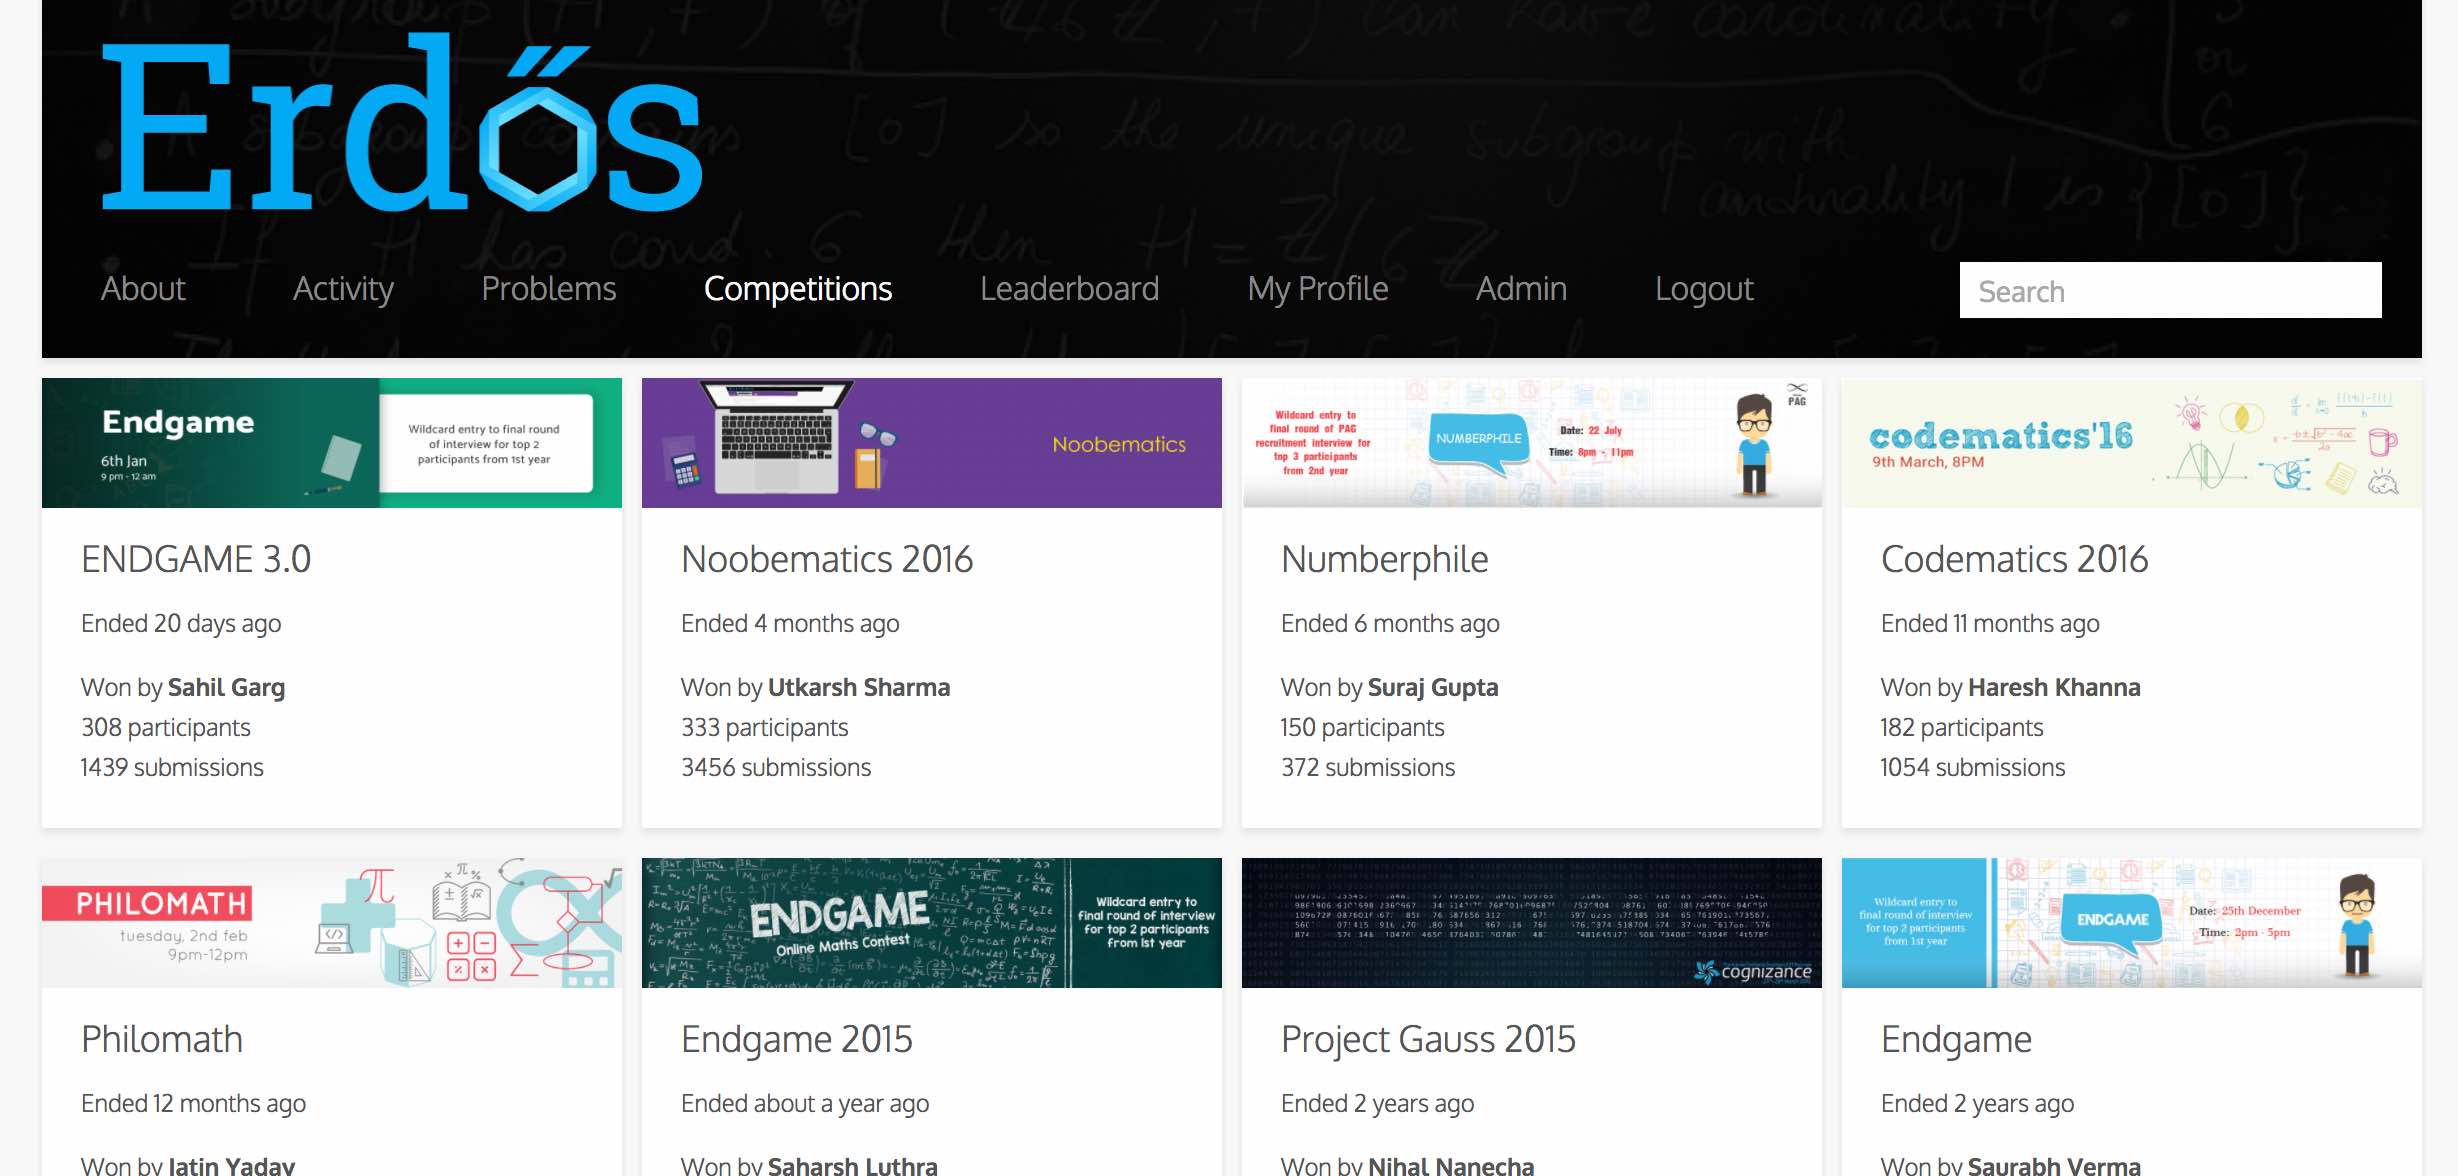 Erdős
About Activity Problems Competitions Leaderboard My Profile Admin Logout Search
Endgame
6th Jan
9 pm - 12 am
Wildcard entry to final round
of interview for top 2
participants from 1st year
ENDGAME 3.0
Ended 20 days ago
Won by Sahil Garg
308 participants
1439 submissions
Noobematics
Noobematics 2016
Ended 4 months ago
Won by Utkarsh Sharma
333 participants
3456 submissions
Wildcard entry to
final round of PAG
recruitment interview for
top 3 participants
from 2nd year
NUMBERPHILE
Date: 22 July
Time: 8pm - 11pm
PAG
Numberphile
Ended 6 months ago
Won by Suraj Gupta
150 participants
372 submissions
codematics'16
9th March, 8PM
Codematics 2016
Ended 11 months ago
Won by Haresh Khanna
182 participants
1054 submissions
PHILOMATH
tuesday, 2nd feb
9pm-12pm
Philomath
Ended 12 months ago
Won by Jatin Yadav
ENDGAME
Online Maths Contest
Wildcard entry to
final round of interview
for top 2 participants
from 1st year
Endgame 2015
Ended about a year ago
Won by Saharsh Luthra
cognizance
Project Gauss 2015
Ended 2 years ago
Won by Nihal Nanecha
Wildcard entry to
final round of interview
for top 2 participants
from 1st year
ENDGAME
Date: 25th December
Time: 2pm - 5pm
Endgame
Ended 2 years ago
Won by Saurabh Verma